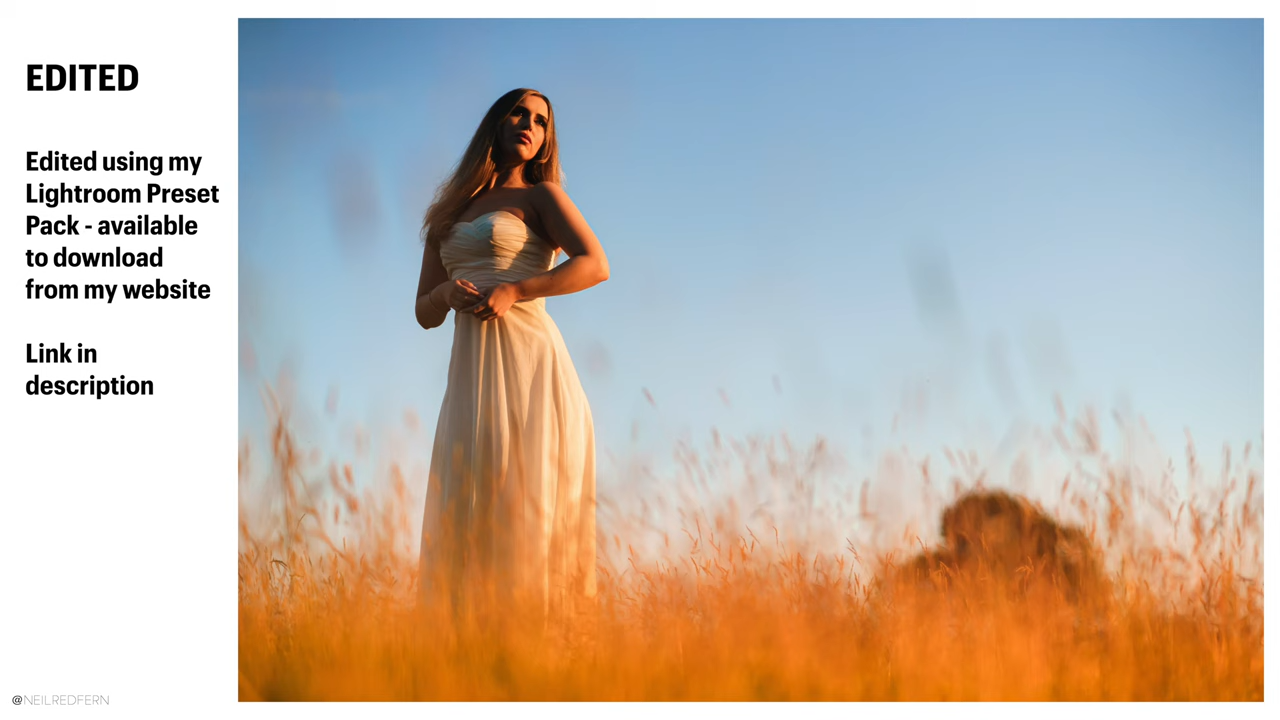 EDITED
Edited using my
Lightroom Preset
Pack - available
to download
from my website
Link in
description
@NEILREDFERN